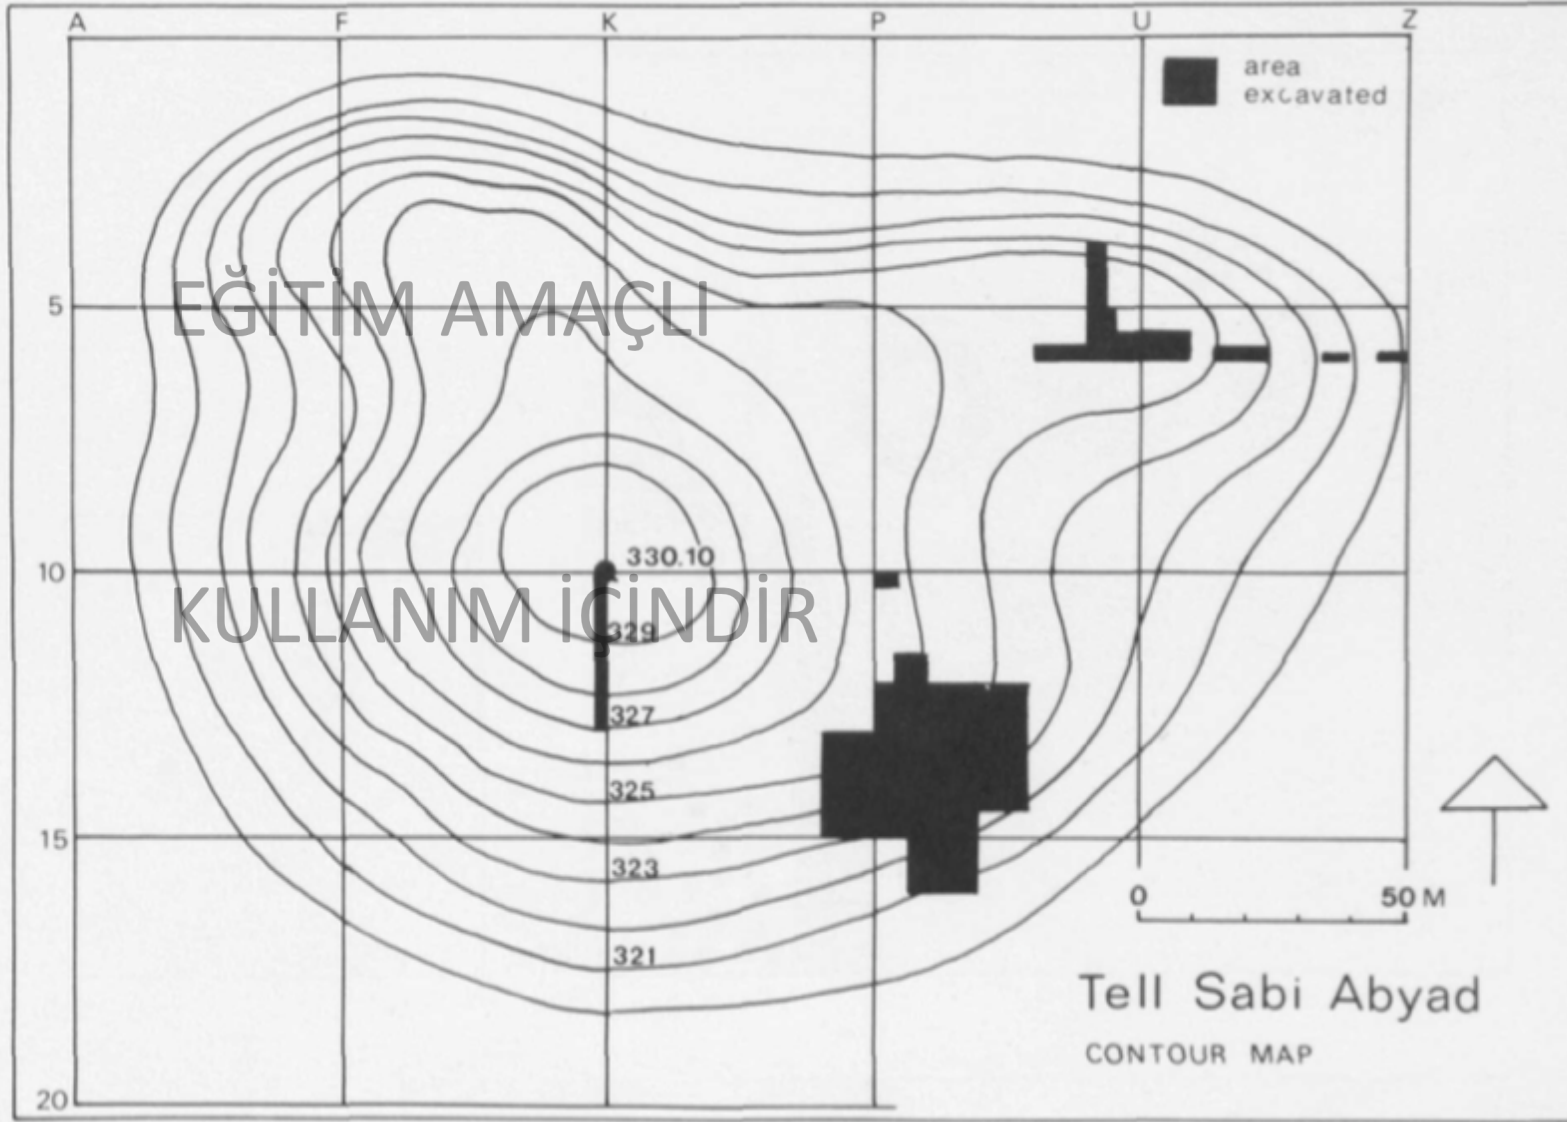 A F K P U Z
area
excavated
5
EĞİTİM AMAÇLI
330.10
10
KULLANIM İÇİNDİR
329
327
325
15
323
0 50 M
321
Tell Sabi Abyad
CONTOUR MAP
20